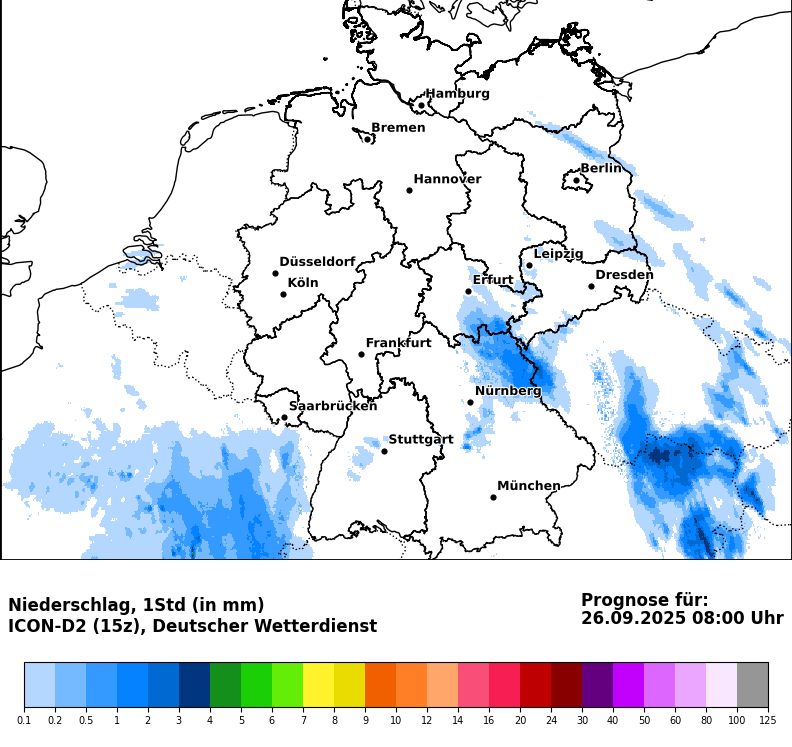 Hamburg
Bremen
Berlin
Hannover
Leipzig
Düsseldorf
Dresden
Köln
Erfurt
Frankfurt
Nürnberg
Saarbrücken
Stuttgart
München
Niederschlag, 1Std (in mm)
ICON-D2 (15z), Deutscher Wetterdienst
Prognose für:
26.09.2025 08:00 Uhr
0.1 0.2 0.5 1 2 3 4 5 6 7 8 9 10 12 14 16 20 24 30 40 50 60 80 100 125